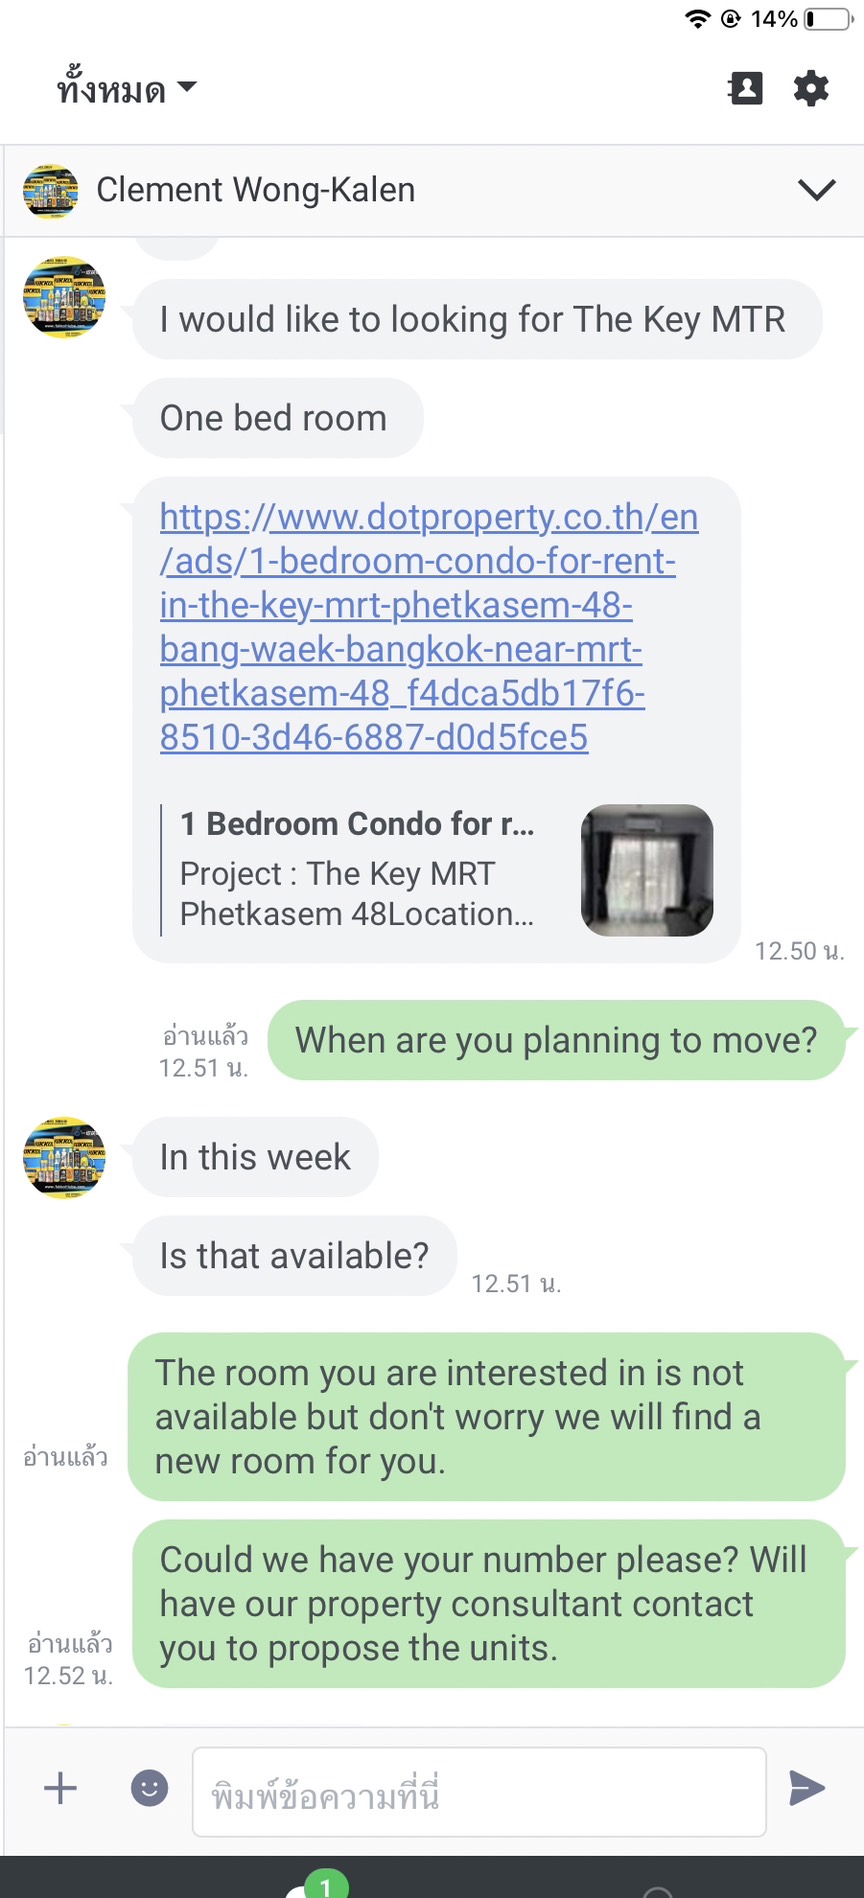 14%
ทั้งหมด
Clement Wong-Kalen
I would like to looking for The Key MTR
One bed room
https://www.dotproperty.co.th/en
/ads/1-bedroom-condo-for-rent-
in-the-key-mrt-phetkasem-48-
bang-waek-bangkok-near-mrt-
phetkasem-48_f4dca5db17f6-
8510-3d46-6887-d0d5fce5
1 Bedroom Condo for r...
Project : The Key MRT
Phetkasem 48Location...
12.50 น.
อ่านแล้ว
12.51 น.
When are you planning to move?
In this week
Is that available?
12.51 น.
The room you are interested in is not
available but don't worry we will find a
new room for you.
อ่านแล้ว
Could we have your number please? Will
have our property consultant contact
you to propose the units.
อ่านแล้ว
12.52 น.
พิมพ์ข้อความที่นี่
1